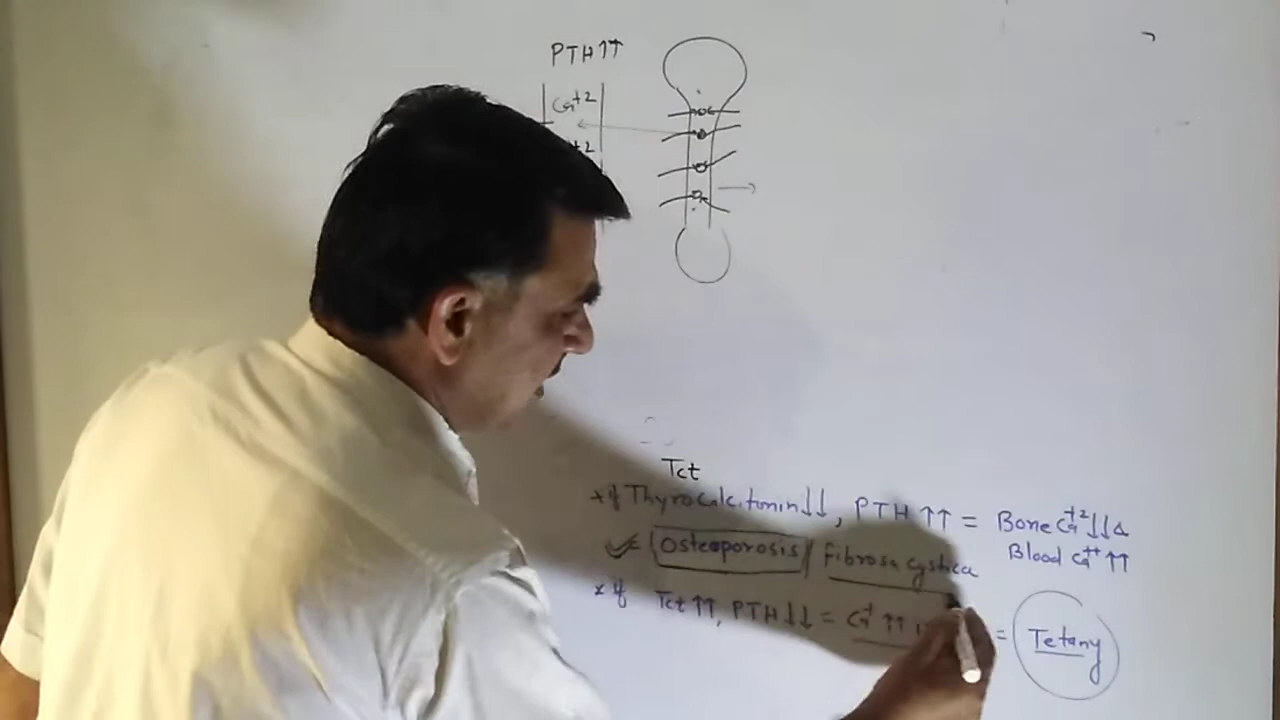 PTH↑↑
Ca+2
+2
Tct
* if Thyrocalcitonin↓↓, PTH↑↑ = Bone Ca+2↓↓
Blood Ca++↑↑
= Osteoporosis / Fibrosa cystica
* if Tct↑↑, PTH↓↓ = Ca+↑↑ = Tetany